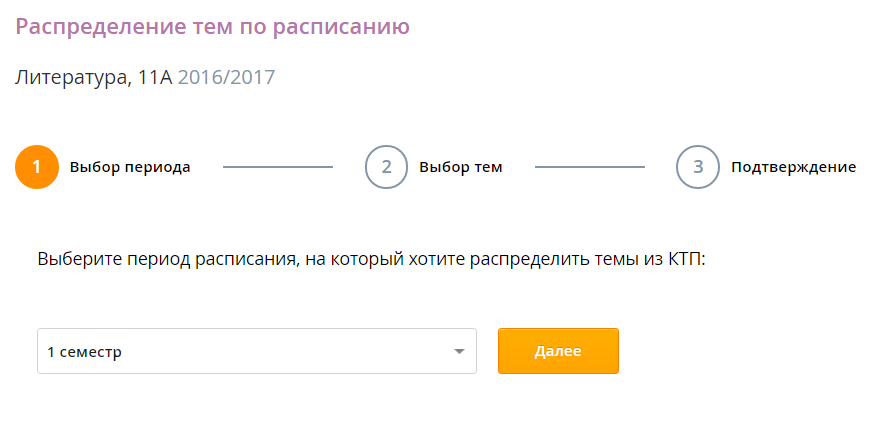 Распределение тем по расписанию
Литература, 11А 2016/2017
1 Выбор периода 2 Выбор тем 3 Подтверждение
Выберите период расписания, на который хотите распределить темы из КТП:
1 семестр Далее